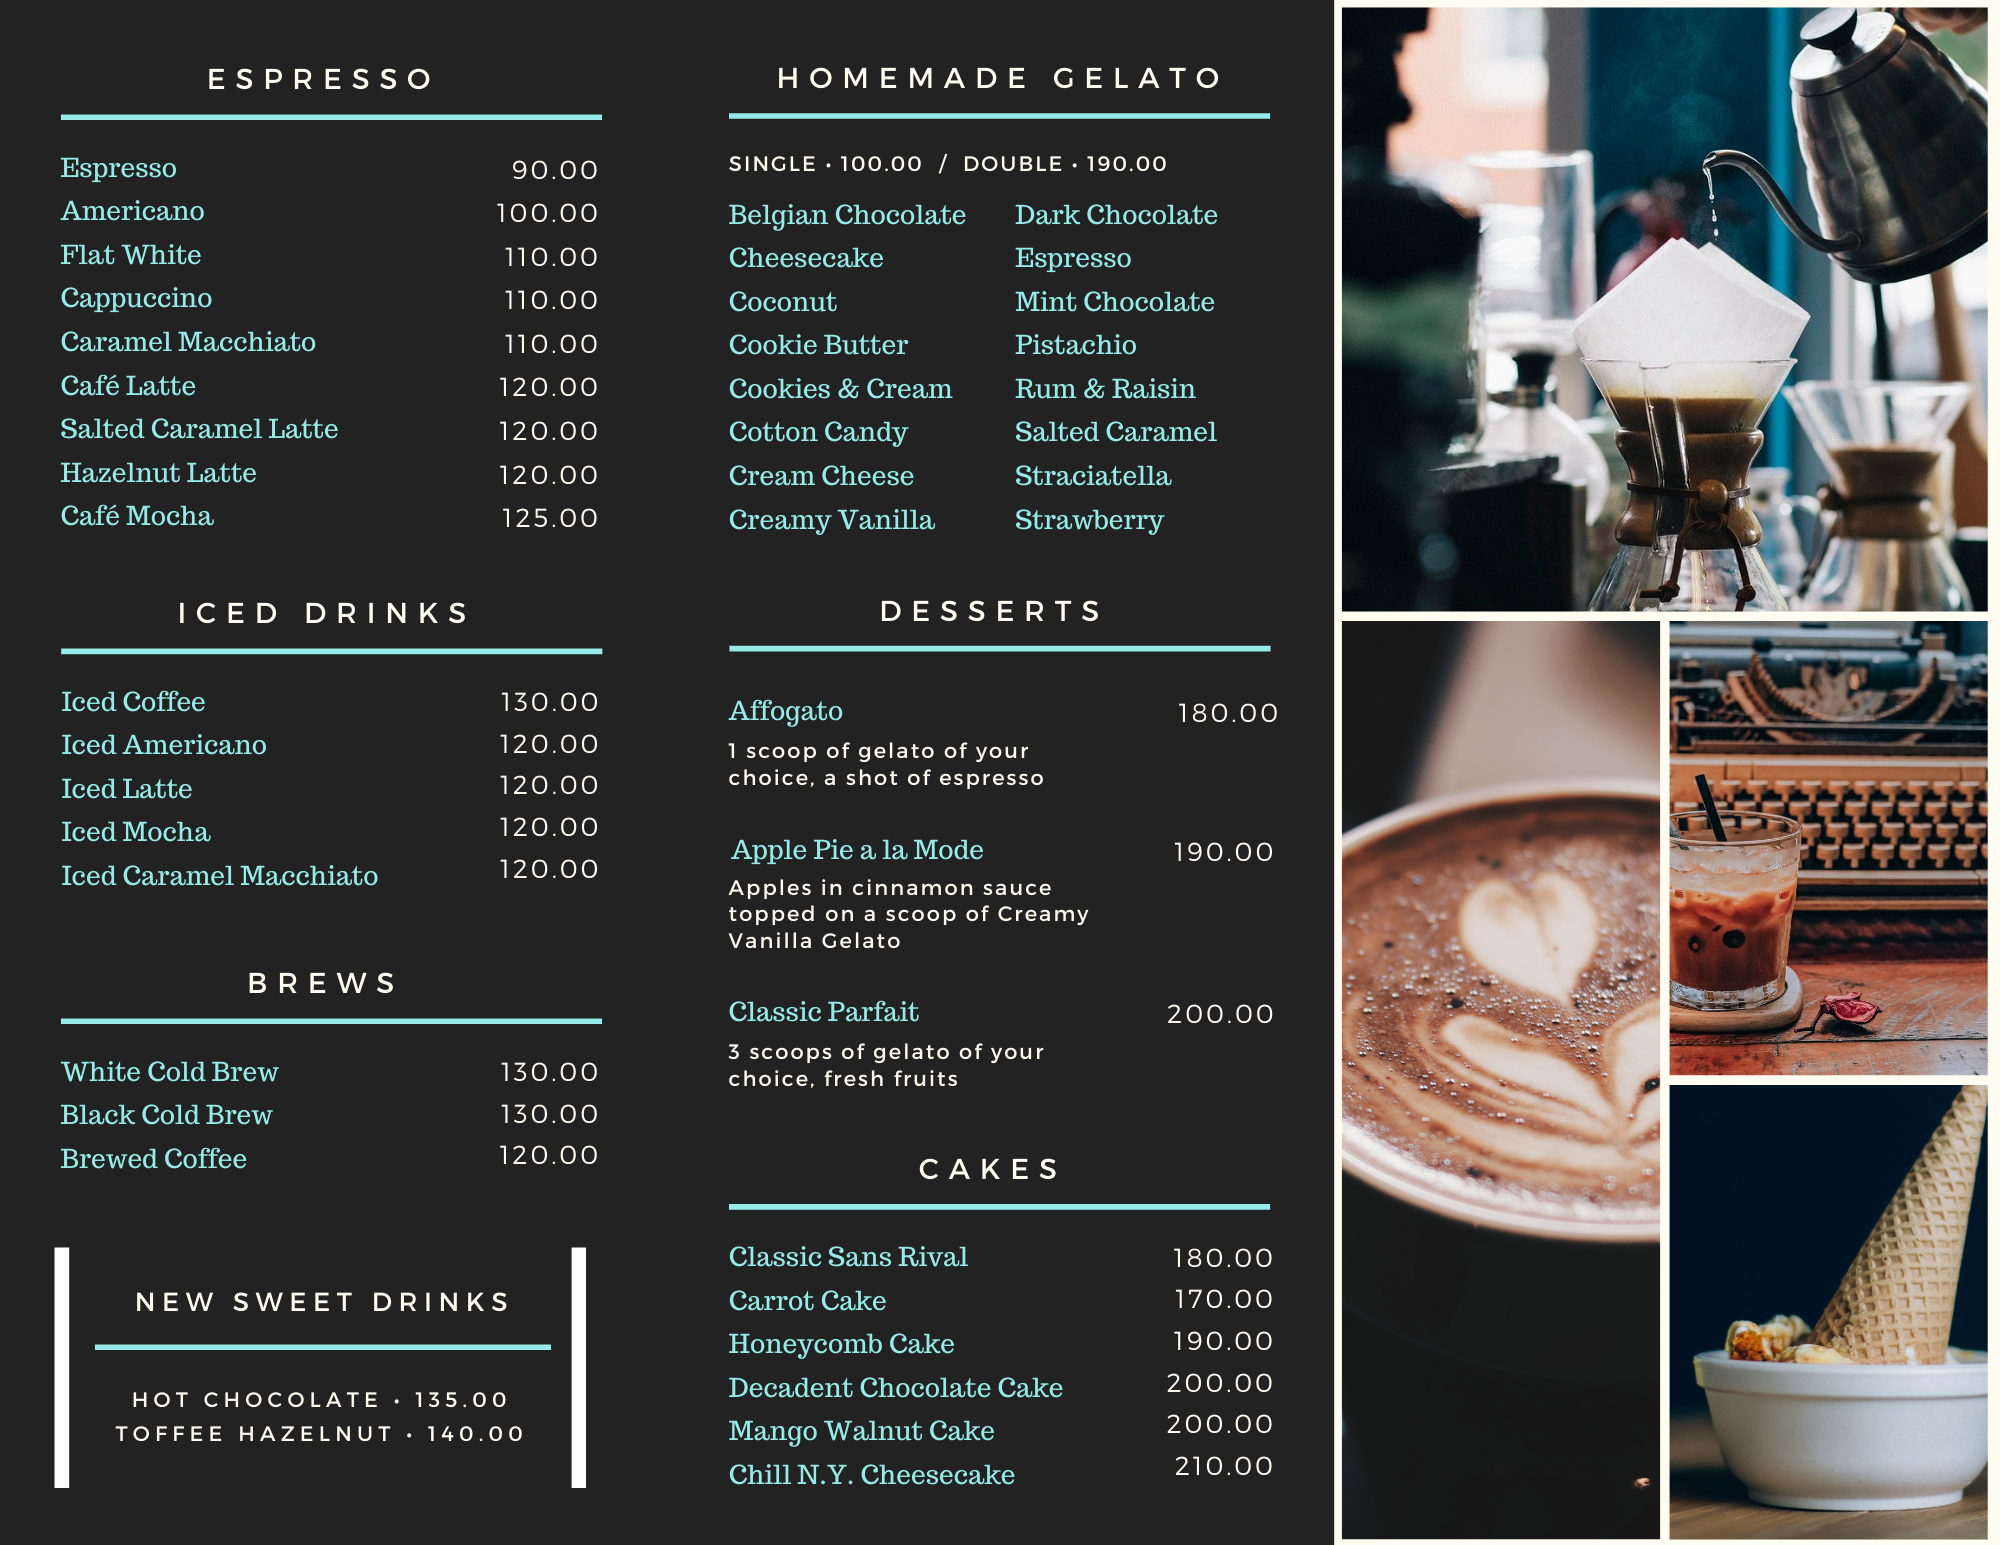 ESPRESSO
Espresso 90.00
Americano 100.00
Flat White 110.00
Cappuccino 110.00
Caramel Macchiato 110.00
Café Latte 120.00
Salted Caramel Latte 120.00
Hazelnut Latte 120.00
Café Mocha 125.00
ICED DRINKS
Iced Coffee 130.00
Iced Americano 120.00
Iced Latte 120.00
Iced Mocha 120.00
Iced Caramel Macchiato 120.00
BREWS
White Cold Brew 130.00
Black Cold Brew 130.00
Brewed Coffee 120.00
NEW SWEET DRINKS
HOT CHOCOLATE • 135.00
TOFFEE HAZELNUT • 140.00
HOMEMADE GELATO
SINGLE • 100.00 / DOUBLE • 190.00
Belgian Chocolate Dark Chocolate
Cheesecake Espresso
Coconut Mint Chocolate
Cookie Butter Pistachio
Cookies & Cream Rum & Raisin
Cotton Candy Salted Caramel
Cream Cheese Straciatella
Creamy Vanilla Strawberry
DESSERTS
Affogato 180.00
1 scoop of gelato of your
choice, a shot of espresso
Apple Pie a la Mode 190.00
Apples in cinnamon sauce
topped on a scoop of Creamy
Vanilla Gelato
Classic Parfait 200.00
3 scoops of gelato of your
choice, fresh fruits
CAKES
Classic Sans Rival 180.00
Carrot Cake 170.00
Honeycomb Cake 190.00
Decadent Chocolate Cake 200.00
Mango Walnut Cake 200.00
Chill N.Y. Cheesecake 210.00